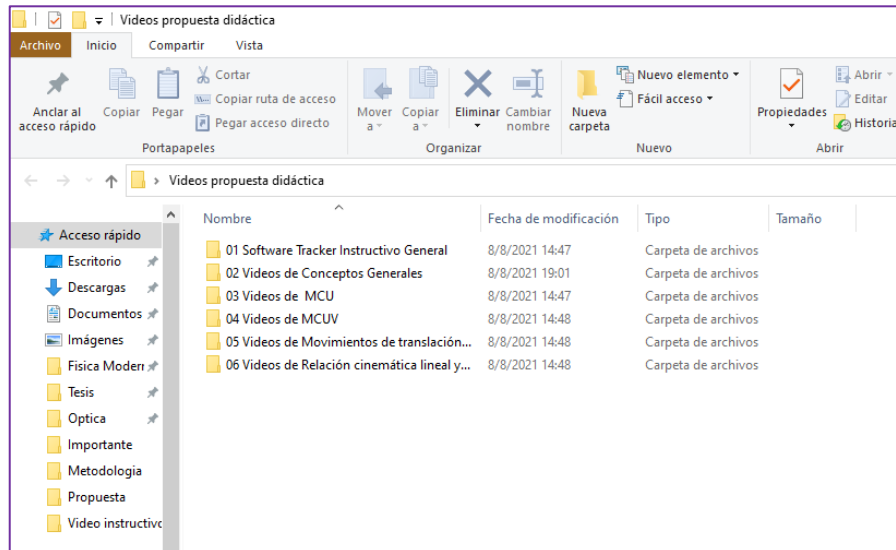 Videos propuesta didáctica
Archivo Inicio Compartir Vista
Anclar al acceso rápido
Copiar
Pegar
Cortar
Copiar ruta de acceso
Pegar acceso directo
Portapapeles
Mover a
Copiar a
Eliminar
Cambiar nombre
Organizar
Nueva carpeta
Nuevo elemento
Fácil acceso
Nuevo
Propiedades
Abrir
Editar
Historia
Abrir
Videos propuesta didáctica
Nombre Fecha de modificación Tipo Tamaño
Acceso rápido
Escritorio
Descargas
Documentos
Imágenes
Fisica Moder
Tesis
Optica
Importante
Metodologia
Propuesta
Video instructivo
01 Software Tracker Instructivo General 8/8/2021 14:47 Carpeta de archivos
02 Videos de Conceptos Generales 8/8/2021 19:01 Carpeta de archivos
03 Videos de  MCU 8/8/2021 14:47 Carpeta de archivos
04 Videos de MCUV 8/8/2021 14:48 Carpeta de archivos
05 Videos de Movimientos de translación... 8/8/2021 14:48 Carpeta de archivos
06 Videos de Relación cinemática lineal y... 8/8/2021 14:48 Carpeta de archivos